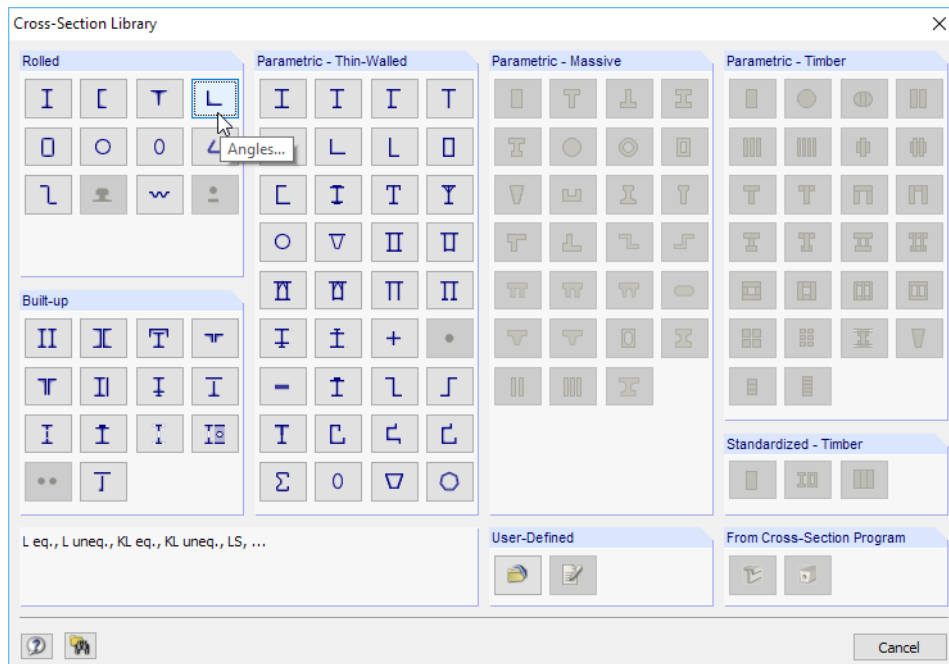 Cross-Section Library
Rolled
Parametric - Thin-Walled
Parametric - Massive
Parametric - Timber
Angles...
Built-up
Standardized - Timber
L eq., L uneq., KL eq., KL uneq., LS, ...
User-Defined
From Cross-Section Program
Cancel